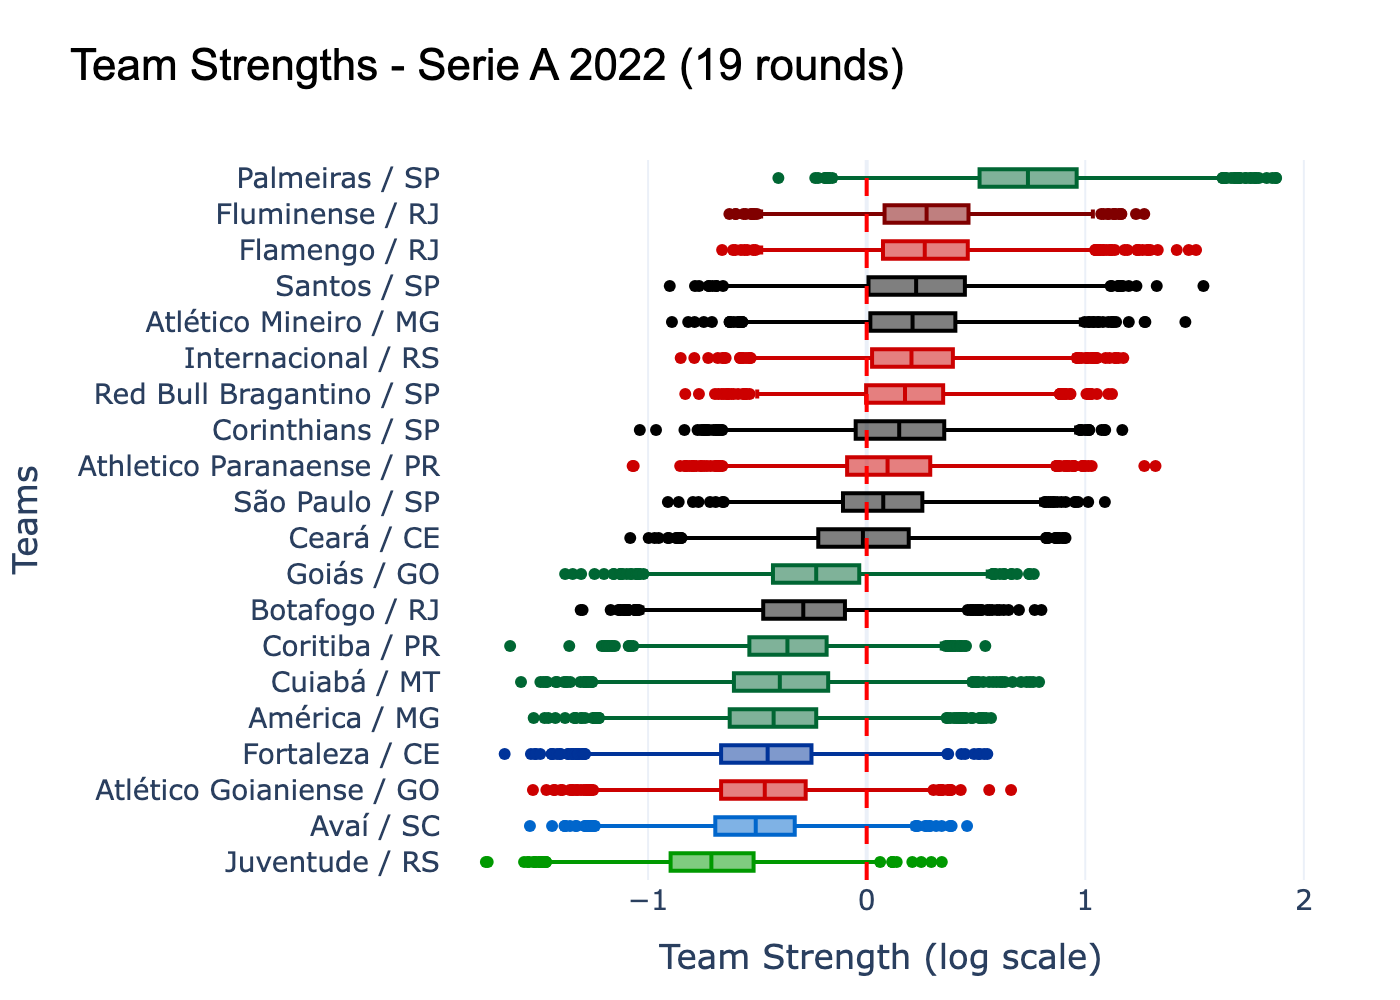 Team Strengths - Serie A 2022 (19 rounds)
Palmeiras / SP
Fluminense / RJ
Flamengo / RJ
Santos / SP
Atlético Mineiro / MG
Internacional / RS
Red Bull Bragantino / SP
Corinthians / SP
Athletico Paranaense / PR
São Paulo / SP
Ceará / CE
Goiás / GO
Botafogo / RJ
Coritiba / PR
Cuiabá / MT
América / MG
Fortaleza / CE
Atlético Goianiense / GO
Avaí / SC
Juventude / RS
Teams
−1 0 1 2
Team Strength (log scale)